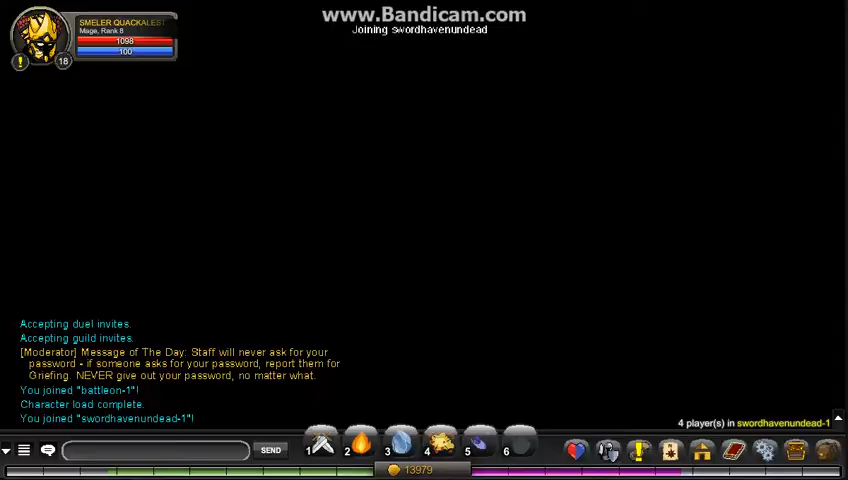 www.Bandicam.com
Joining swordhavenundead
SMELER QUACKALEST
Mage, Rank 8
1098
100
18
Accepting duel invites.
Accepting guild invites.
[Moderator] Message of The Day: Staff will never ask for your
password - if someone asks for your password, report them for
Griefing. NEVER give out your password, no matter what.
You joined "battleon-1"!
Character load complete.
You joined "swordhavenundead-1"!
4 player(s) in swordhavenundead-1
SEND
1 2 3 4 5 6
13979